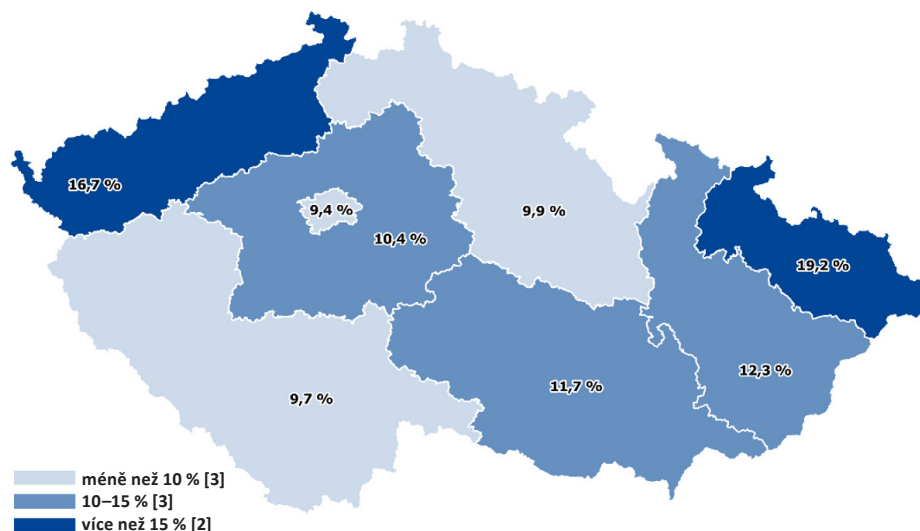 16,7 %
9,4 %
9,9 %
10,4 %
19,2 %
12,3 %
11,7 %
9,7 %
méně než 10 % [3]
10–15 % [3]
více než 15 % [2]